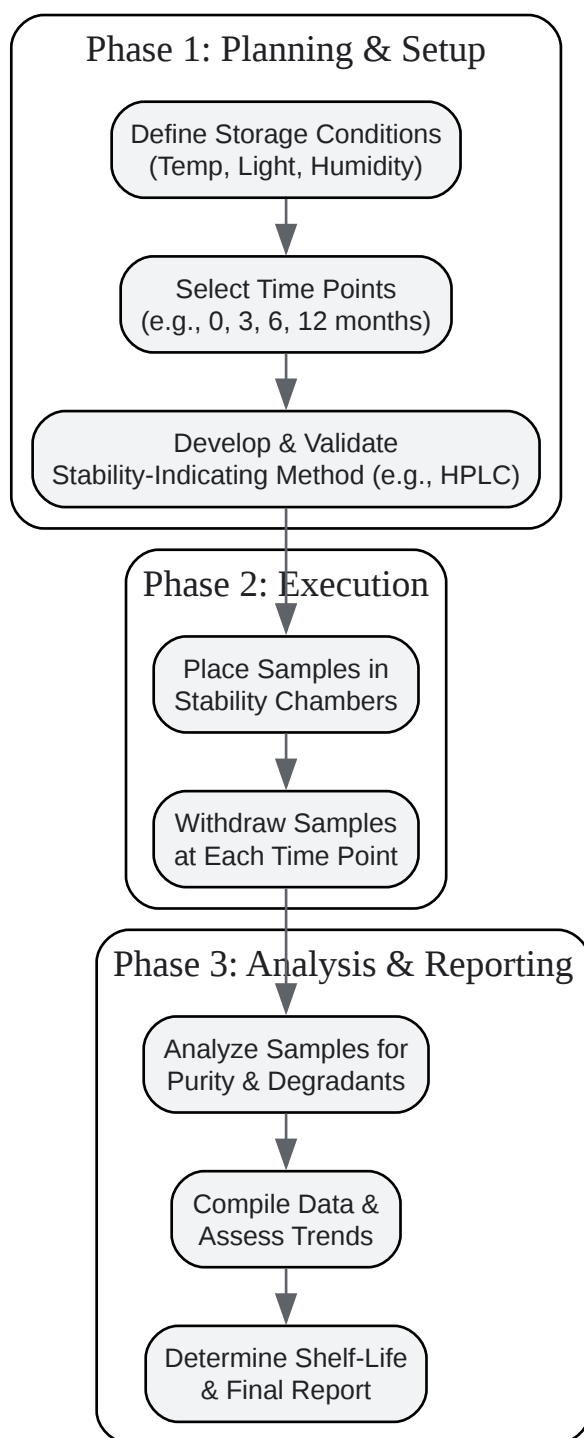 Phase 1: Planning & Setup
Define Storage Conditions
(Temp, Light, Humidity)
Select Time Points
(e.g., 0, 3, 6, 12 months)
Develop & Validate
Stability-Indicating Method (e.g., HPLC)
Phase 2: Execution
Place Samples in
Stability Chambers
Withdraw Samples
at Each Time Point
Phase 3: Analysis & Reporting
Analyze Samples for
Purity & Degradants
Compile Data &
Assess Trends
Determine Shelf-Life
& Final Report